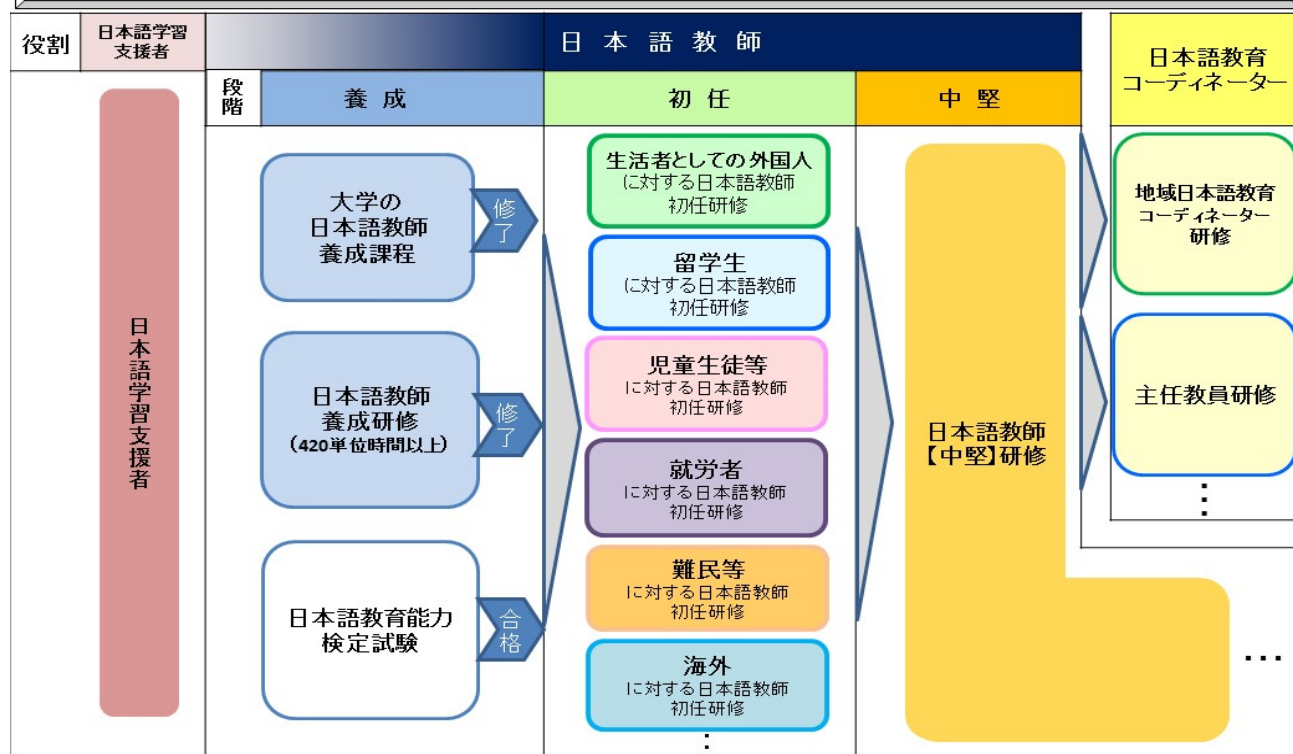 役割
日本語学習
支援者
日本語教師
日本語教育
コーディネーター
段階
養成
初任
中堅
日本語学習支援者
大学の
日本語教師
養成課程
修了
日本語教師
養成研修
(420単位時間以上)
修了
日本語教育能力
検定試験
合格
生活者としての外国人
に対する日本語教師
初任研修
留学生
に対する日本語教師
初任研修
児童生徒等
に対する日本語教師
初任研修
就労者
に対する日本語教師
初任研修
難民等
に対する日本語教師
初任研修
海外
に対する日本語教師
初任研修
：
日本語教師
【中堅】研修
地域日本語教育
コーディネーター
研修
主任教員研修
⋮
…